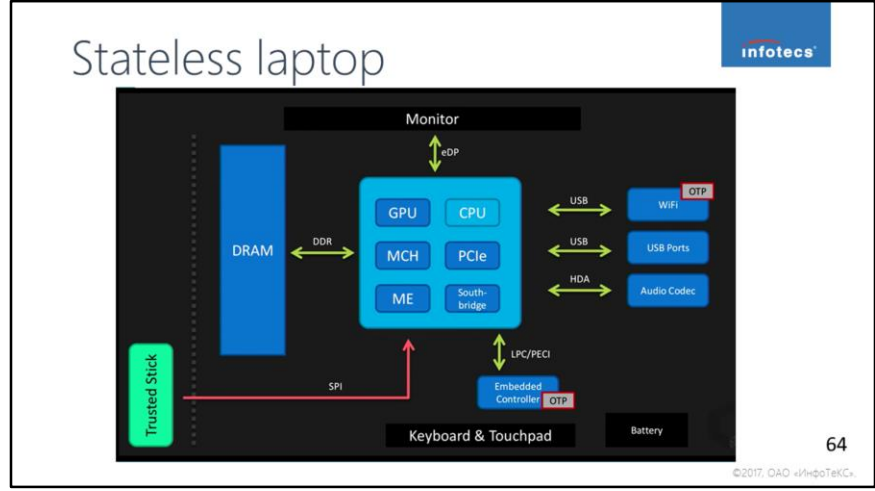 Stateless laptop
infotecs
Monitor
eDP
DRAM
DDR
GPU
CPU
MCH
PCIe
ME
South-
bridge
USB
WiFi
OTP
USB
USB Ports
HDA
Audio Codec
LPC/PECI
Embedded
Controller
OTP
SPI
Trusted Stick
Keyboard & Touchpad
Battery
64
©2017, ОАО «ИнфоТеКС».